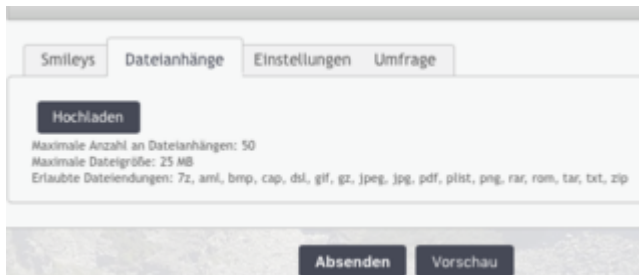 Smileys Dateianhänge Einstellungen Umfrage
Hochladen
Maximale Anzahl an Dateianhängen: 50
Maximale Dateigröße: 25 MB
Erlaubte Dateiendungen: 7z, aml, bmp, cap, dsl, gif, gz, jpeg, jpg, pdf, plist, png, rar, rom, tar, txt, zip
Absenden Vorschau